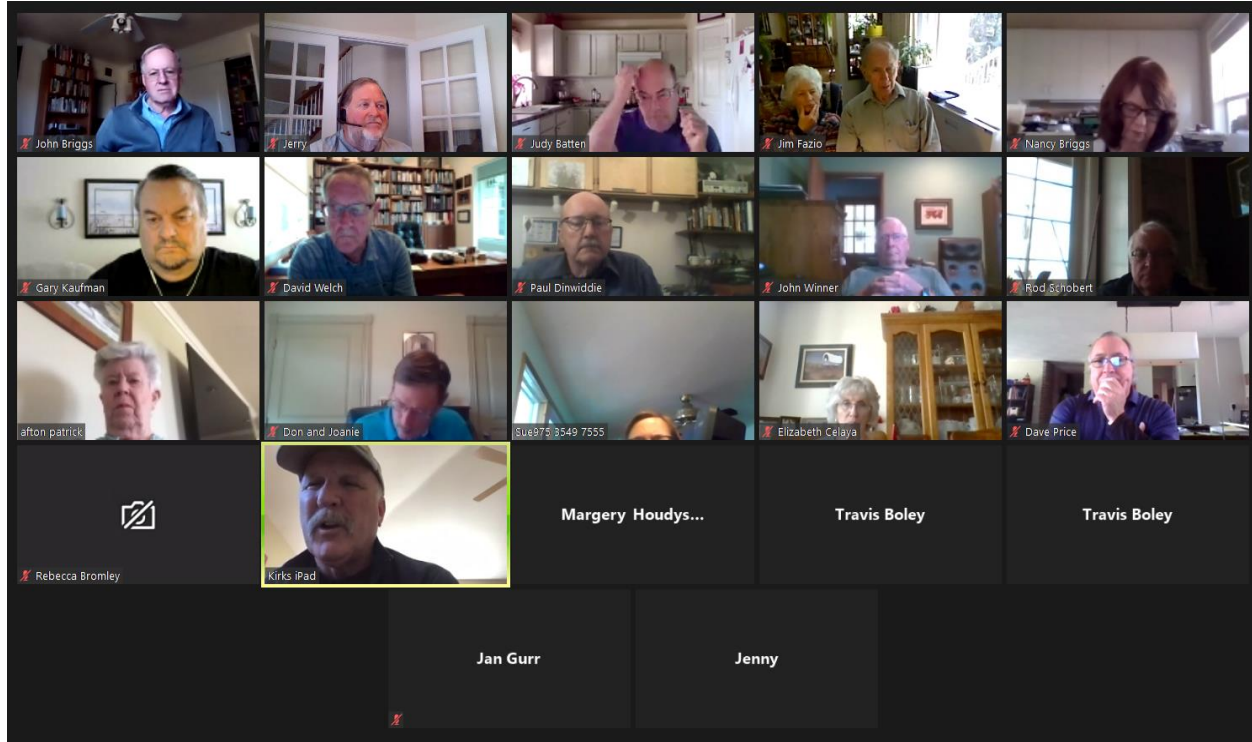 John Briggs
Jerry
Judy Batten
Jim Fazio
Nancy Briggs
Gary Kaufman
David Welch
Paul Dinwiddie
John Winner
Rod Schobert
afton patrick
Don and Joanie
Sue975 8549 7555
Elizabeth Celaya
Dave Price
Rebecca Bromley
Kirks iPad
Margery Houdys...
Travis Boley
Travis Boley
Jan Gurr
Jenny